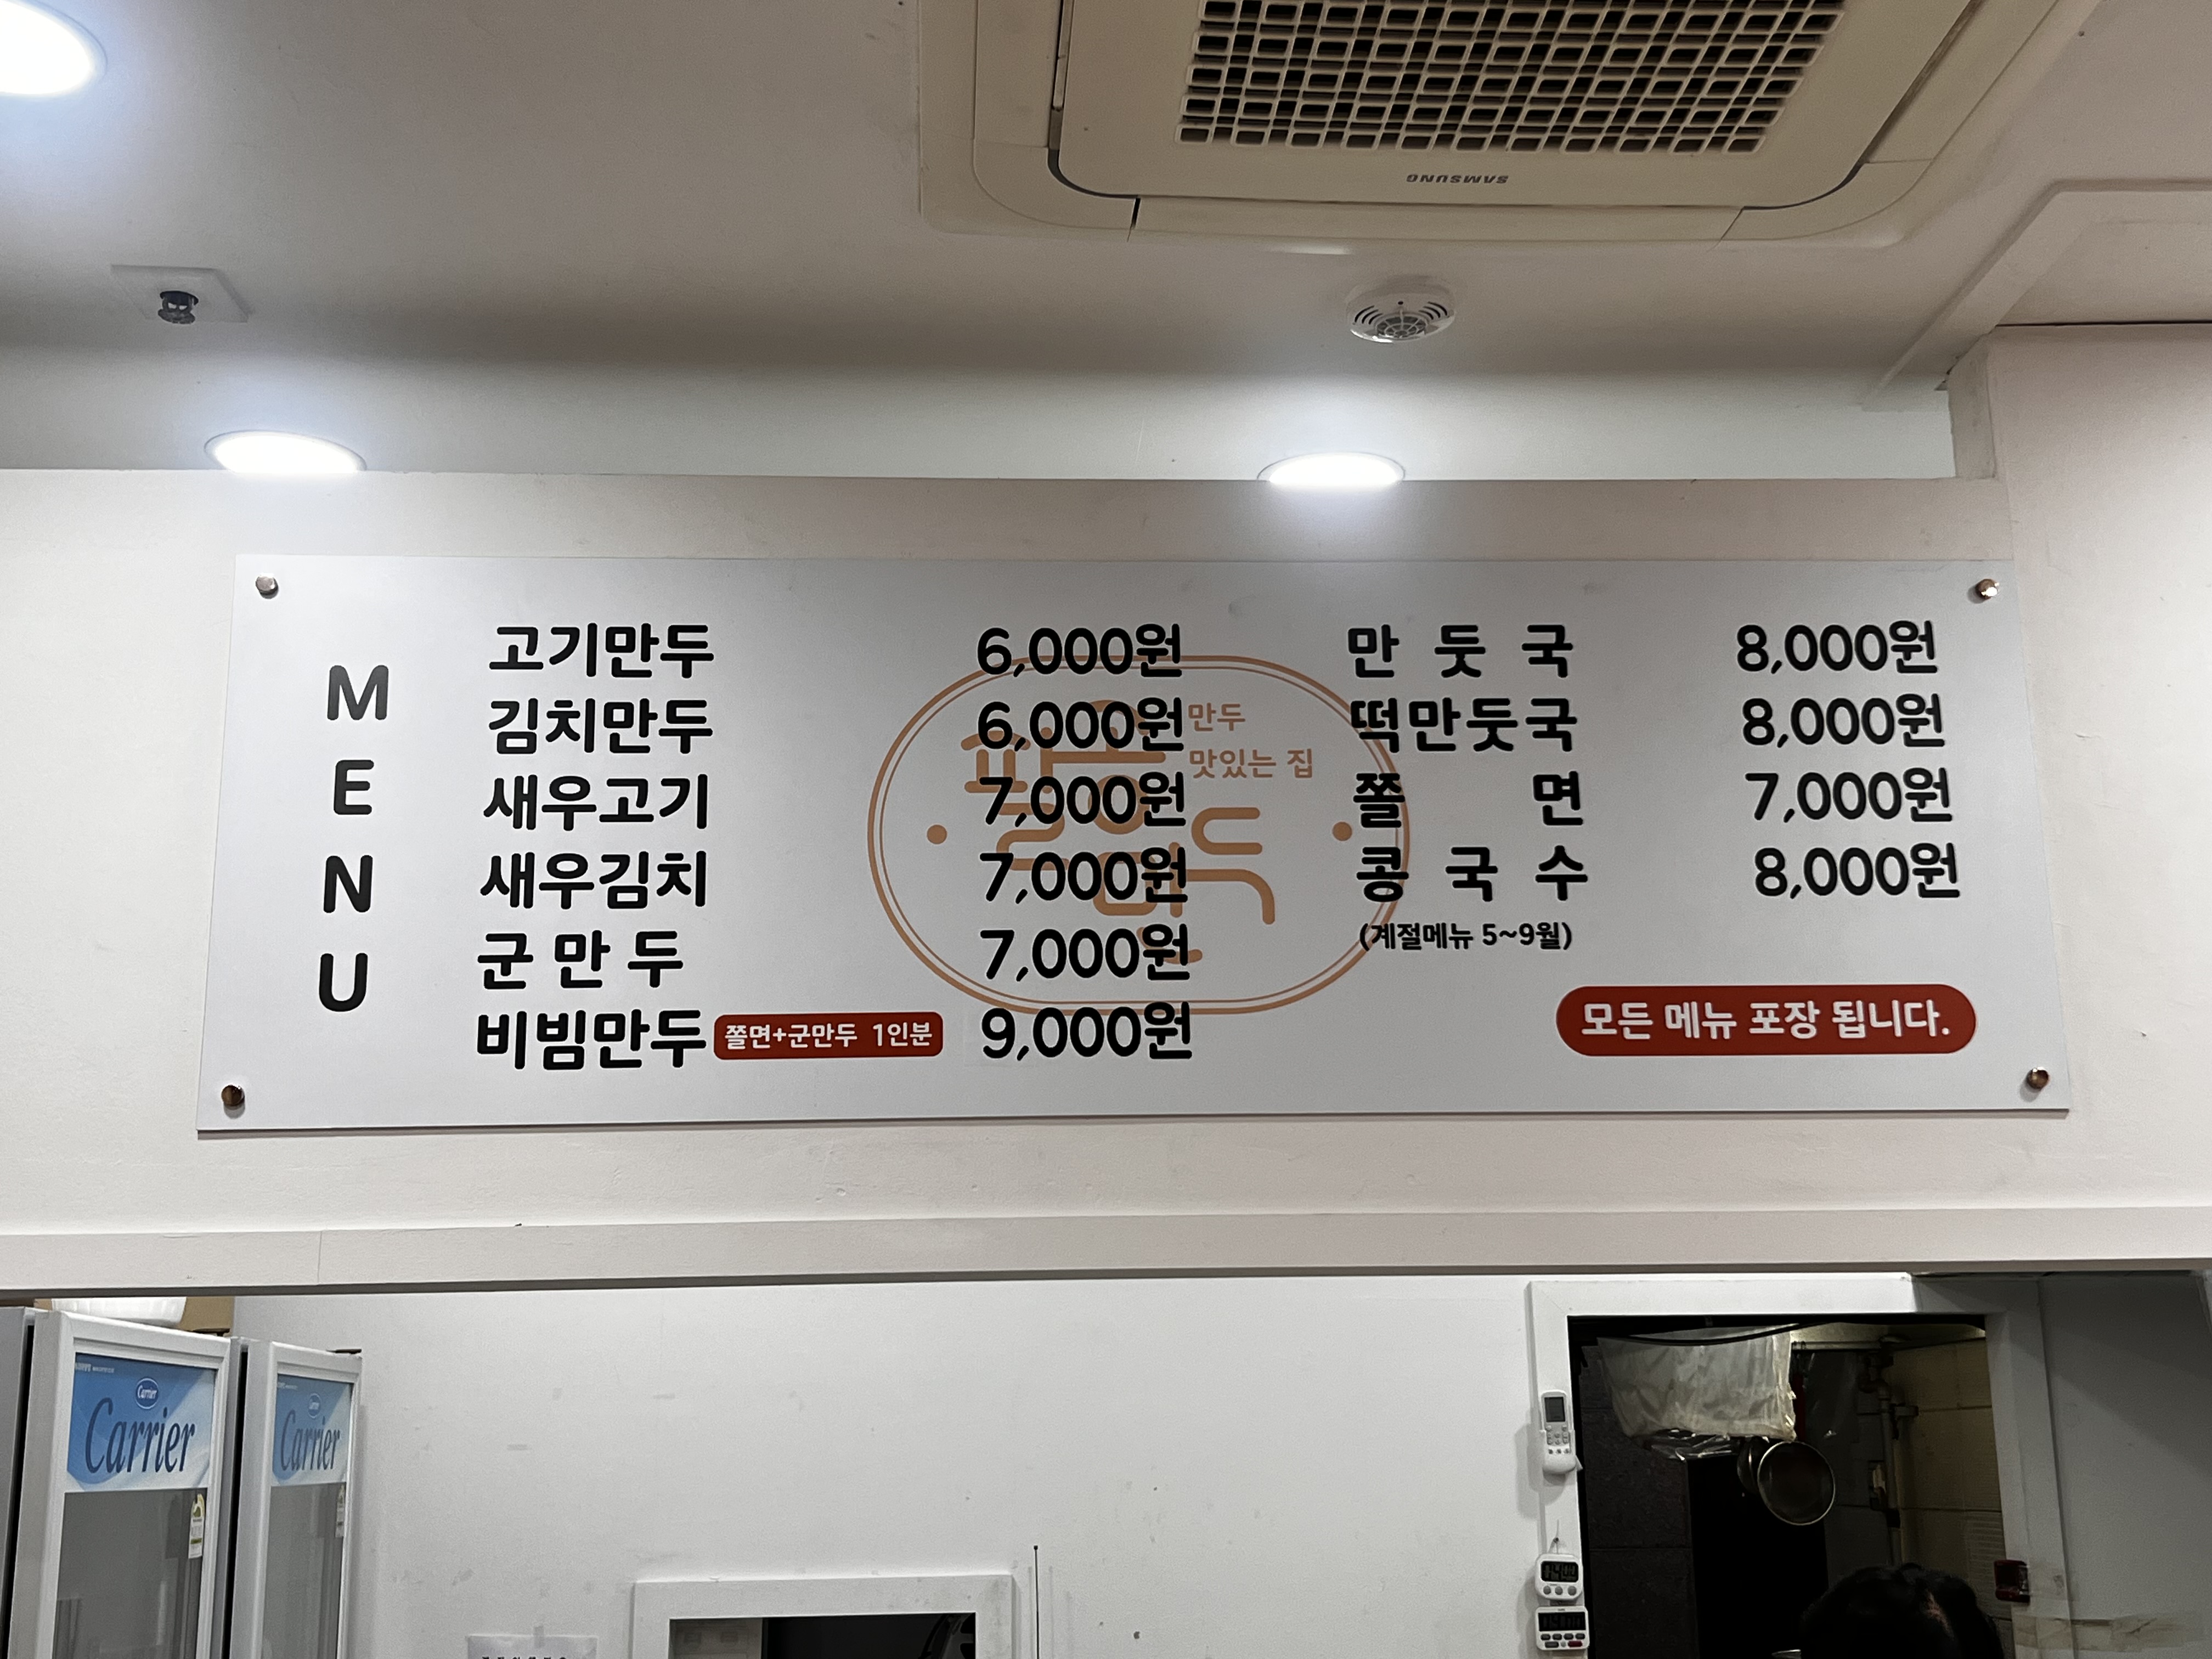 SAMSUNG
MENU
고기만두 6,000원
김치만두 6,000원
새우고기 7,000원
새우김치 7,000원
군만두 7,000원
비빔만두 쫄면+군만두 1인분 9,000원
만두
맛있는 집
만둣국 8,000원
떡만둣국 8,000원
쫄면 7,000원
콩국수 8,000원
(계절메뉴 5~9월)
모든 메뉴 포장 됩니다.
Carrier
Carrier
Carrier
Carrier